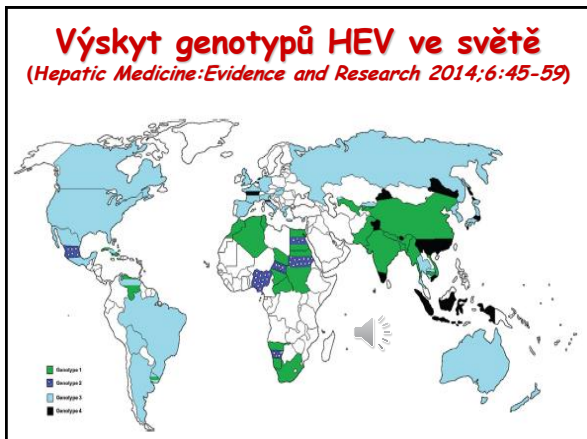 Výskyt genotypů HEV ve světě
(Hepatic Medicine:Evidence and Research 2014;6:45-59)
Genotype 1
Genotype 2
Genotype 3
Genotype 4